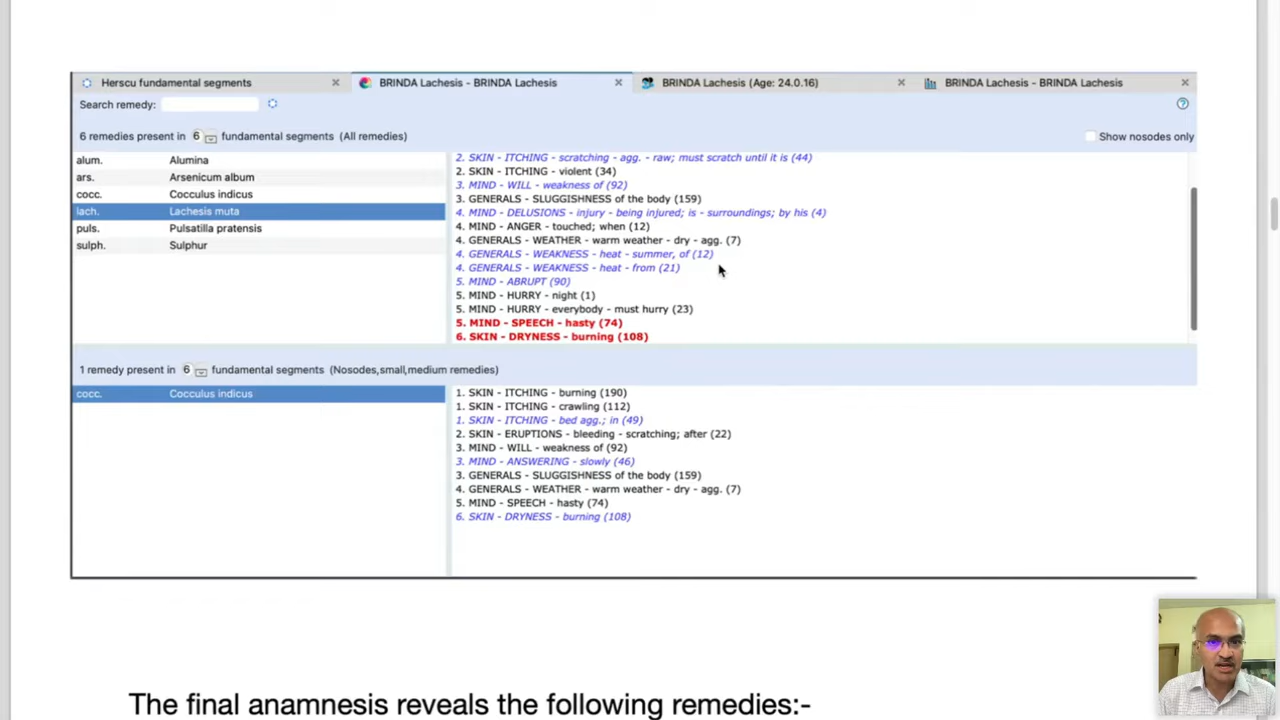 Herscu fundamental segments
BRINDA Lachesis - BRINDA Lachesis
BRINDA Lachesis (Age: 24.0.16)
BRINDA Lachesis - BRINDA Lachesis
Search remedy:
6 remedies present in 6 fundamental segments (All remedies)
Show nosodes only
alum. Alumina
ars. Arsenicum album
cocc. Cocculus indicus
lach. Lachesis muta
puls. Pulsatilla pratensis
sulph. Sulphur
2. SKIN - ITCHING - scratching - agg. - raw; must scratch until it is (44)
2. SKIN - ITCHING - violent (34)
3. MIND - WILL - weakness of (92)
3. GENERALS - SLUGGISHNESS of the body (159)
4. MIND - DELUSIONS - injury - being injured; is - surroundings; by his (4)
4. MIND - ANGER - touched; when (12)
4. GENERALS - WEATHER - warm weather - dry - agg. (7)
4. GENERALS - WEAKNESS - heat - summer, of (12)
4. GENERALS - WEAKNESS - heat - from (21)
5. MIND - ABRUPT (90)
5. MIND - HURRY - night (1)
5. MIND - HURRY - everybody - must hurry (23)
5. MIND - SPEECH - hasty (74)
6. SKIN - DRYNESS - burning (108)
1 remedy present in 6 fundamental segments (Nosodes,small,medium remedies)
cocc. Cocculus indicus
1. SKIN - ITCHING - burning (190)
1. SKIN - ITCHING - crawling (112)
1. SKIN - ITCHING - bed agg.; in (49)
2. SKIN - ERUPTIONS - bleeding - scratching; after (22)
3. MIND - WILL - weakness of (92)
3. MIND - ANSWERING - slowly (46)
3. GENERALS - SLUGGISHNESS of the body (159)
4. GENERALS - WEATHER - warm weather - dry - agg. (7)
5. MIND - SPEECH - hasty (74)
6. SKIN - DRYNESS - burning (108)
The final anamnesis reveals the following remedies:-